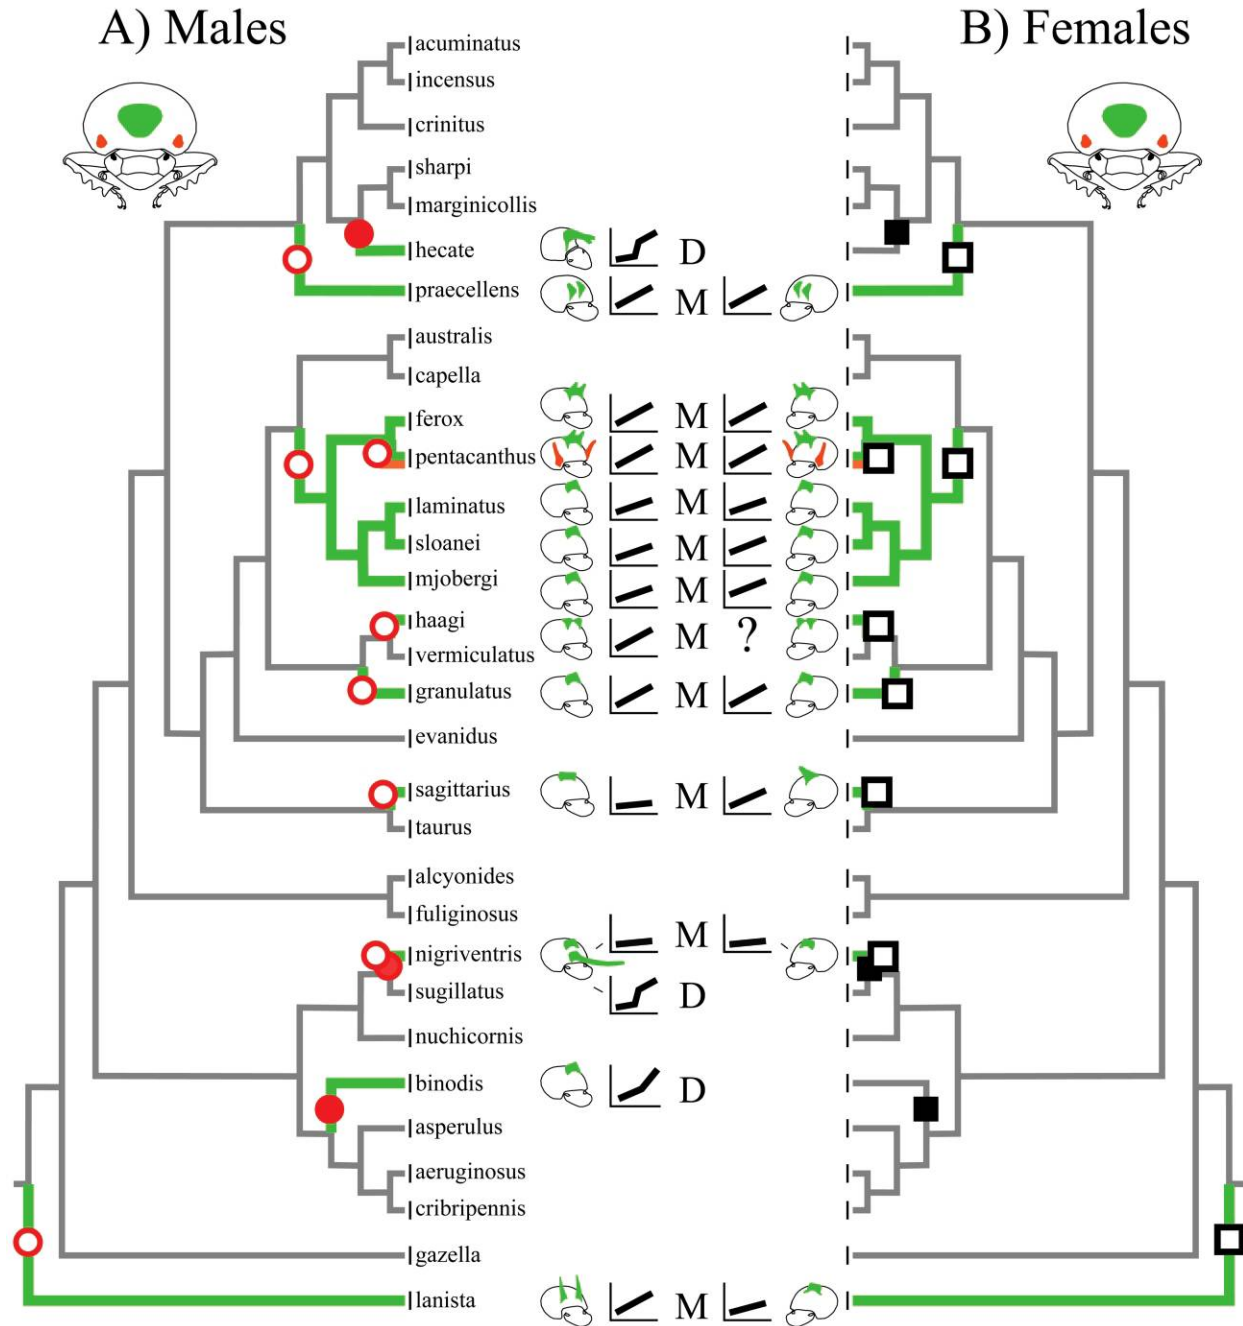 A) Males
B) Females
acuminatus
incensus
crinitus
sharpi
marginicollis
hecate D
praecellens M
australis
capella
ferox M
pentacanthus M
laminatus M
sloanei M
mjobergi M
haagi M ?
vermiculatus
granulatus M
evanidus
sagittarius M
taurus
alcyonides
fuliginosus
nigriventris M
sugillatus D
nuchicornis
binodis D
asperulus
aeruginosus
cribripennis
gazella
lanista M